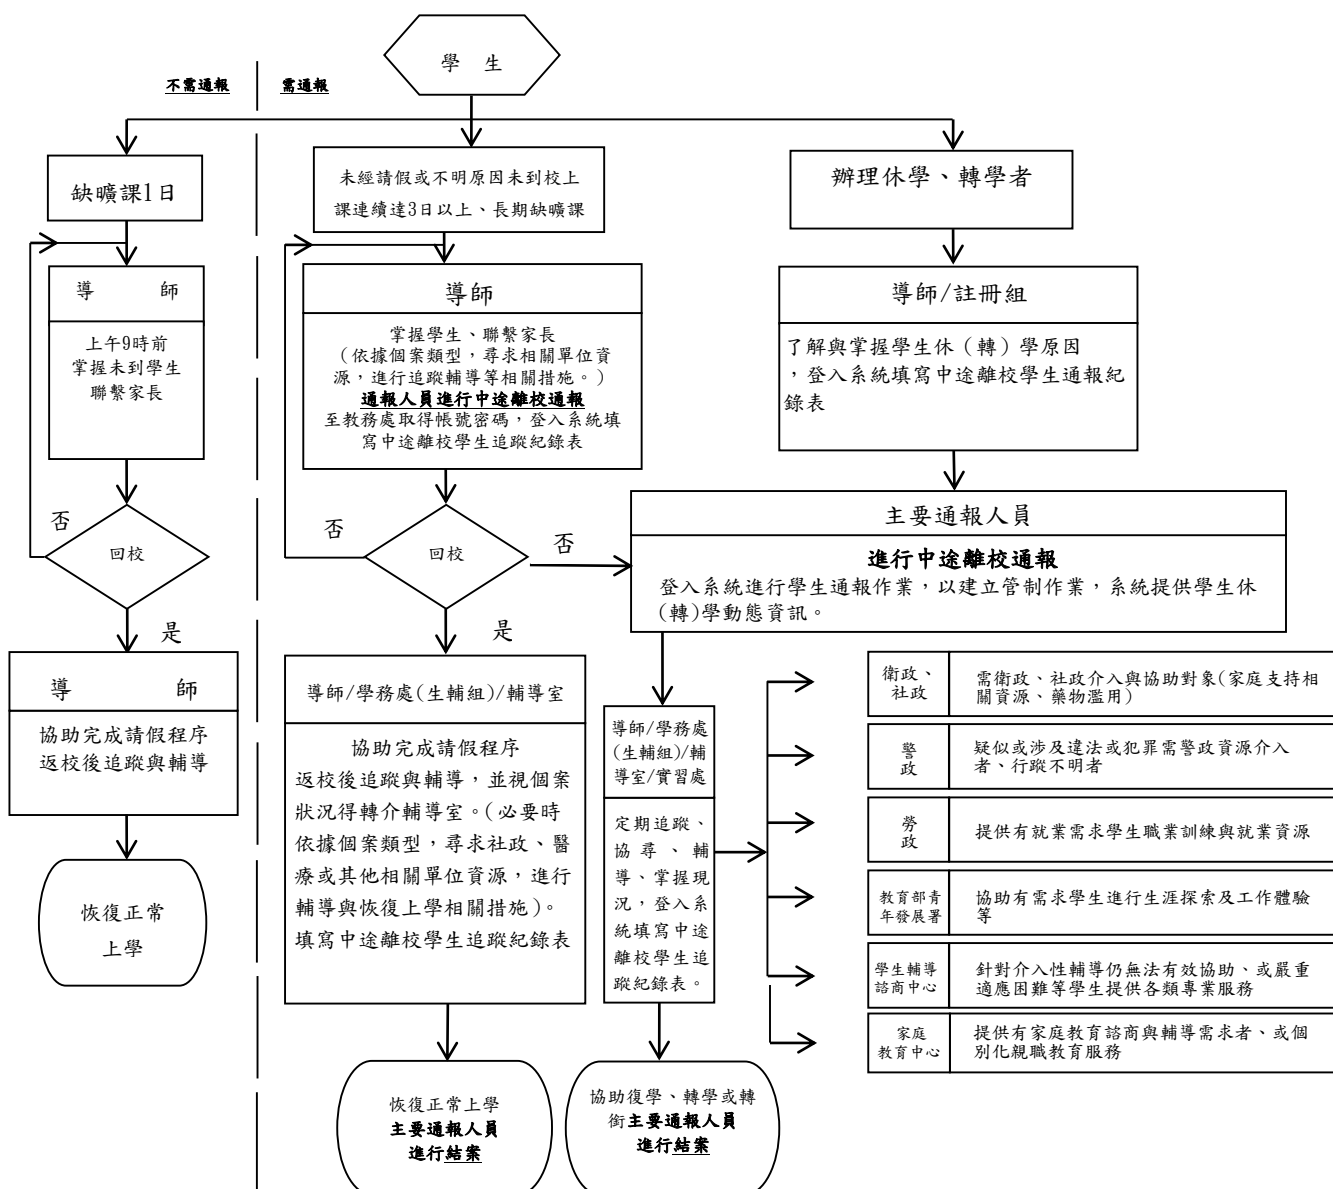 學 生
不需通報
需通報
缺曠課1日
未經請假或不明原因未到校上
課連續達3日以上、長期缺曠課
辦理休學、轉學者
導 師
上午9時前
掌握未到學生
聯繫家長
導師
掌握學生、聯繫家長
(依據個案類型，尋求相關單位資
源，進行追蹤輔導等相關措施。)
通報人員進行中途離校通報
至教務處取得帳號密碼，登入系統填
寫中途離校學生追蹤紀錄表
導師/註冊組
了解與掌握學生休（轉）學原因
，登入系統填寫中途離校學生通報紀
錄表
否
回校
是
否
回校
否
是
主要通報人員
進行中途離校通報
登入系統進行學生通報作業，以建立管制作業，系統提供學生休
(轉)學動態資訊。
導 師
協助完成請假程序
返校後追蹤與輔導
恢復正常
上學
導師/學務處(生輔組)/輔導室
協助完成請假程序
返校後追蹤與輔導，並視個案
狀況得轉介輔導室。(必要時
依據個案類型，尋求社政、醫
療或其他相關單位資源，進行
輔導與恢復上學相關措施)。
填寫中途離校學生追蹤紀錄表
恢復正常上學
主要通報人員
進行結案
導師/學務處
(生輔組)/輔
導室/實習處
定期追蹤、
協尋、輔
導、掌握現
況，登入系
統填寫中途
離校學生追
蹤紀錄表。
協助復學、轉學或轉
銜主要通報人員
進行結案
衛政、
社政
需衛政、社政介入與協助對象(家庭支持相
關資源、藥物濫用)
警
政
疑似或涉及違法或犯罪需警政資源介入
者、行蹤不明者
勞
政
提供有就業需求學生職業訓練與就業資源
教育部青
年發展署
協助有需求學生進行生涯探索及工作體驗
等
學生輔導
諮商中心
針對介入性輔導仍無法有效協助、或嚴重
適應困難等學生提供各類專業服務
家庭
教育中心
提供有家庭教育諮商與輔導需求者、或個
別化親職教育服務